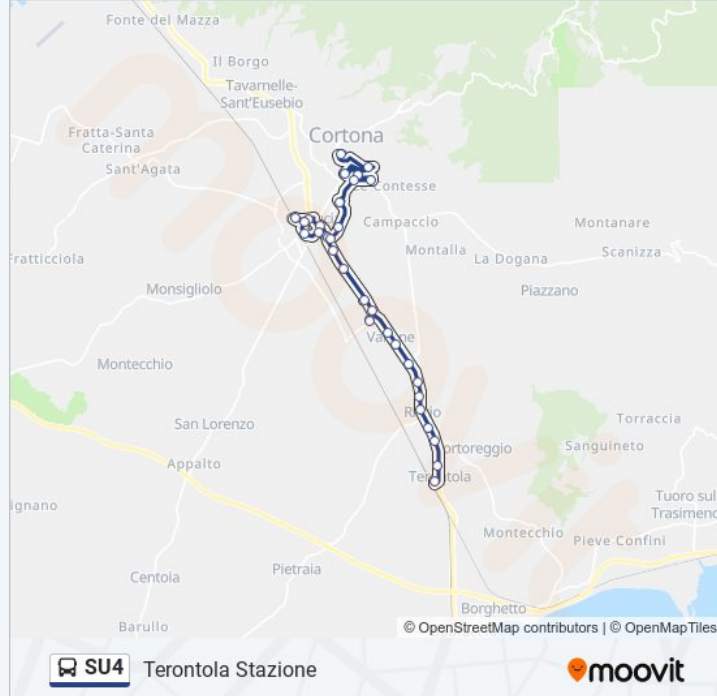 Fonte del Mazza
Il Borgo
Tavarnelle-
Sant'Eusebio
Fratta-Santa
Caterina
Cortona
Sant'Agata
Le Contesse
Campaccio
Montanare
Fratticciola
Montalla
La Dogana
Scanizza
Monsigliolo
Piazzano
Montecchio
San Lorenzo
Torraccia
Portoreggio
Sanguineto
Appalto
Terontola
ignano
Tuoro sul
Trasimeno
Montecchio
Pieve Confini
Centoia
Pietraia
Borghetto
Barullo
© OpenStreetMap contributors | © OpenMapTiles
SU4 Terontola Stazione
moovit